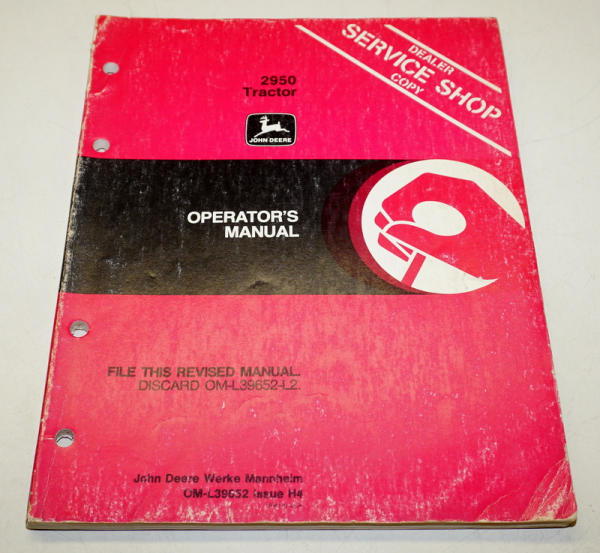 DEALER
SERVICE SHOP
COPY
2950
Tractor
JOHN DEERE
OPERATOR'S
MANUAL
FILE THIS REVISED MANUAL.
DISCARD OM-L39652-L2.
John Deere Werke Mannheim
OM-L39652 Issue H4